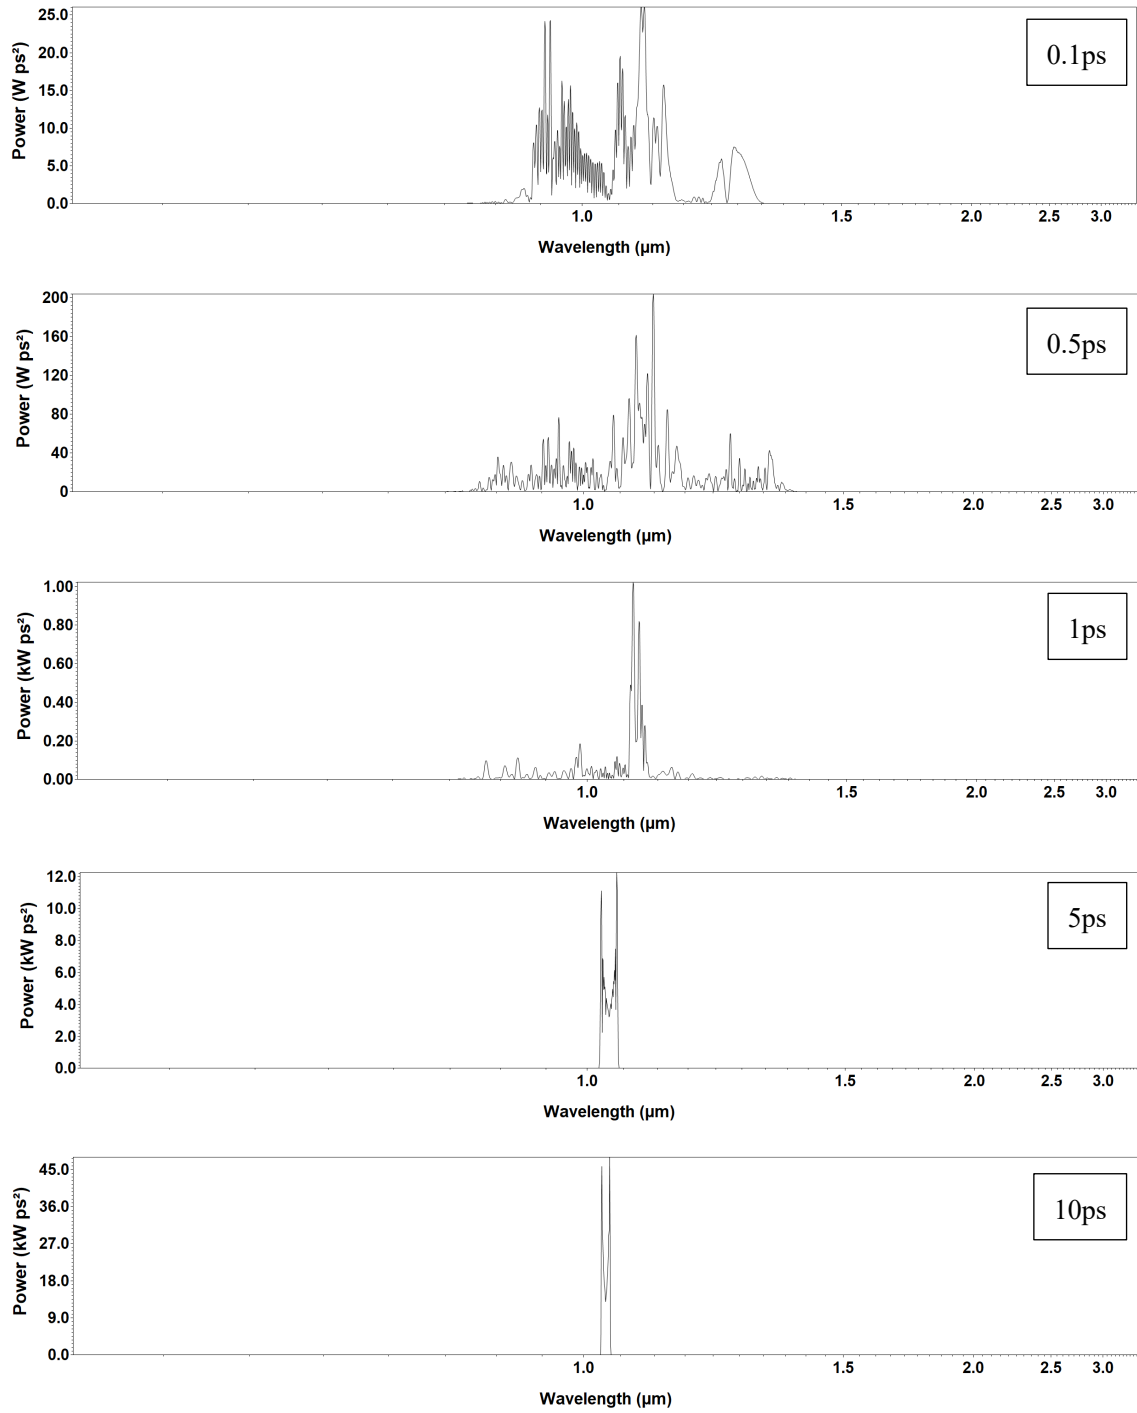 25.0
20.0
15.0
10.0
5.0
0.0
Power (W ps²)
0.1ps
1.0 1.5 2.0 2.5 3.0
Wavelength (µm)
200
160
120
80
40
0
Power (W ps²)
0.5ps
1.0 1.5 2.0 2.5 3.0
Wavelength (µm)
1.00
0.80
0.60
0.40
0.20
0.00
Power (kW ps²)
1ps
1.0 1.5 2.0 2.5 3.0
Wavelength (µm)
12.0
10.0
8.0
6.0
4.0
2.0
0.0
Power (kW ps²)
5ps
1.0 1.5 2.0 2.5 3.0
Wavelength (µm)
45.0
36.0
27.0
18.0
9.0
0.0
Power (kW ps²)
10ps
1.0 1.5 2.0 2.5 3.0
Wavelength (µm)